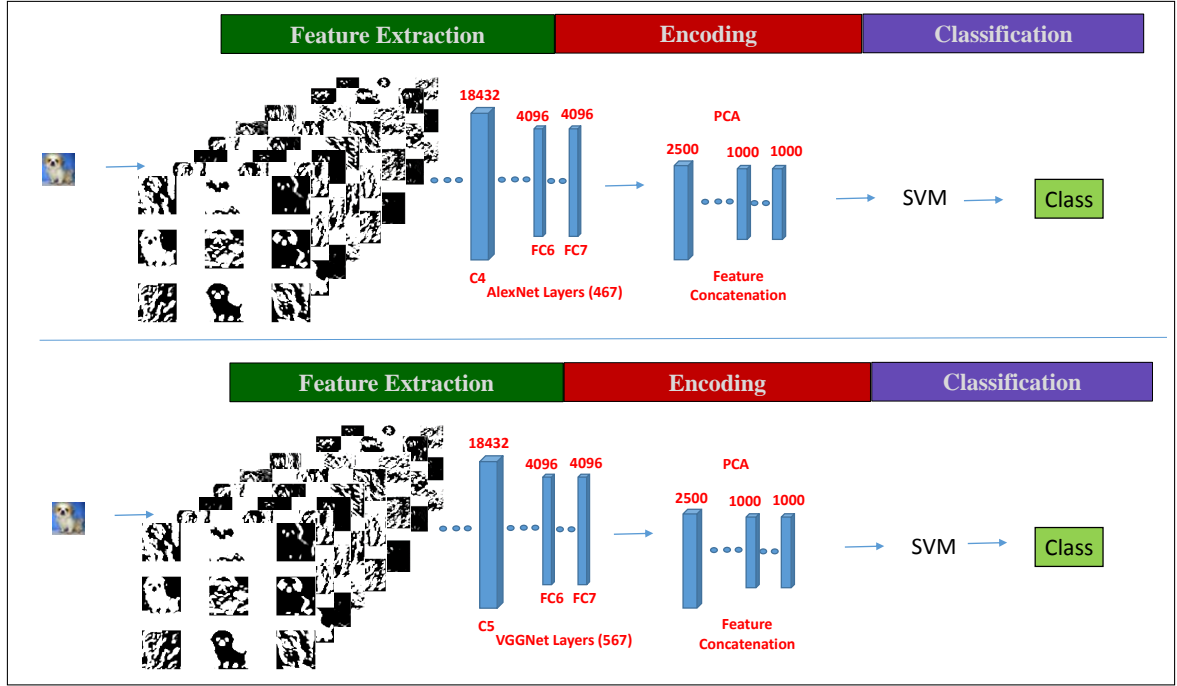 Feature Extraction
Encoding
Classification
18432
4096
4096
PCA
2500
1000
1000
SVM
Class
FC6
FC7
C4
AlexNet Layers (467)
Feature
Concatenation
Feature Extraction
Encoding
Classification
18432
4096
4096
PCA
2500
1000
1000
SVM
Class
FC6
FC7
C5
VGGNet Layers (567)
Feature
Concatenation